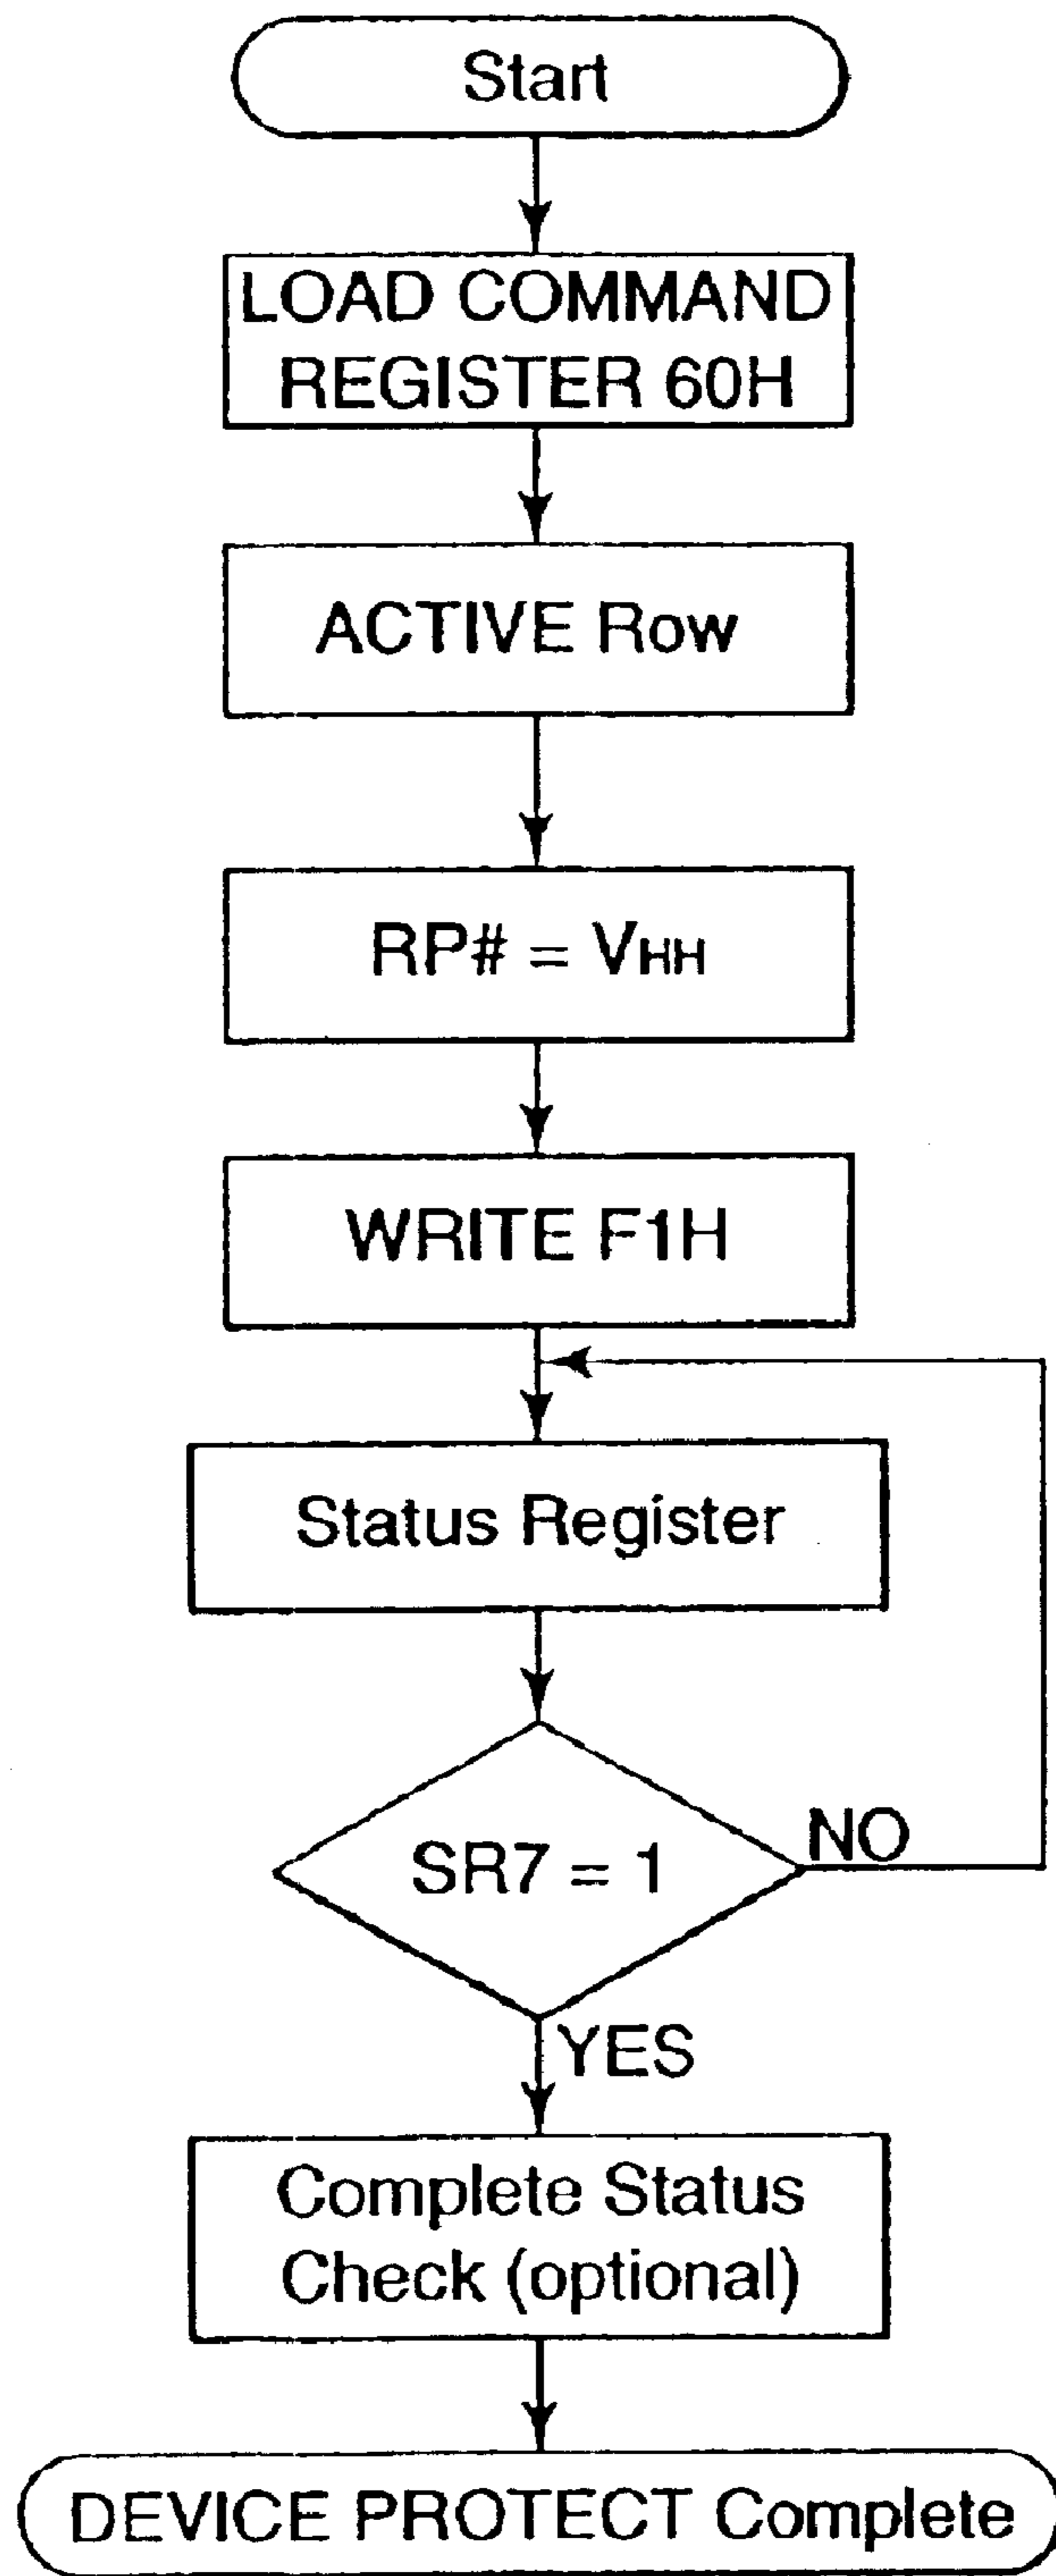 Start
LOAD COMMAND
REGISTER 60H
ACTIVE Row
RP# = VHH
WRITE F1H
Status Register
SR7 = 1
NO
YES
Complete Status
Check (optional)
DEVICE PROTECT Complete